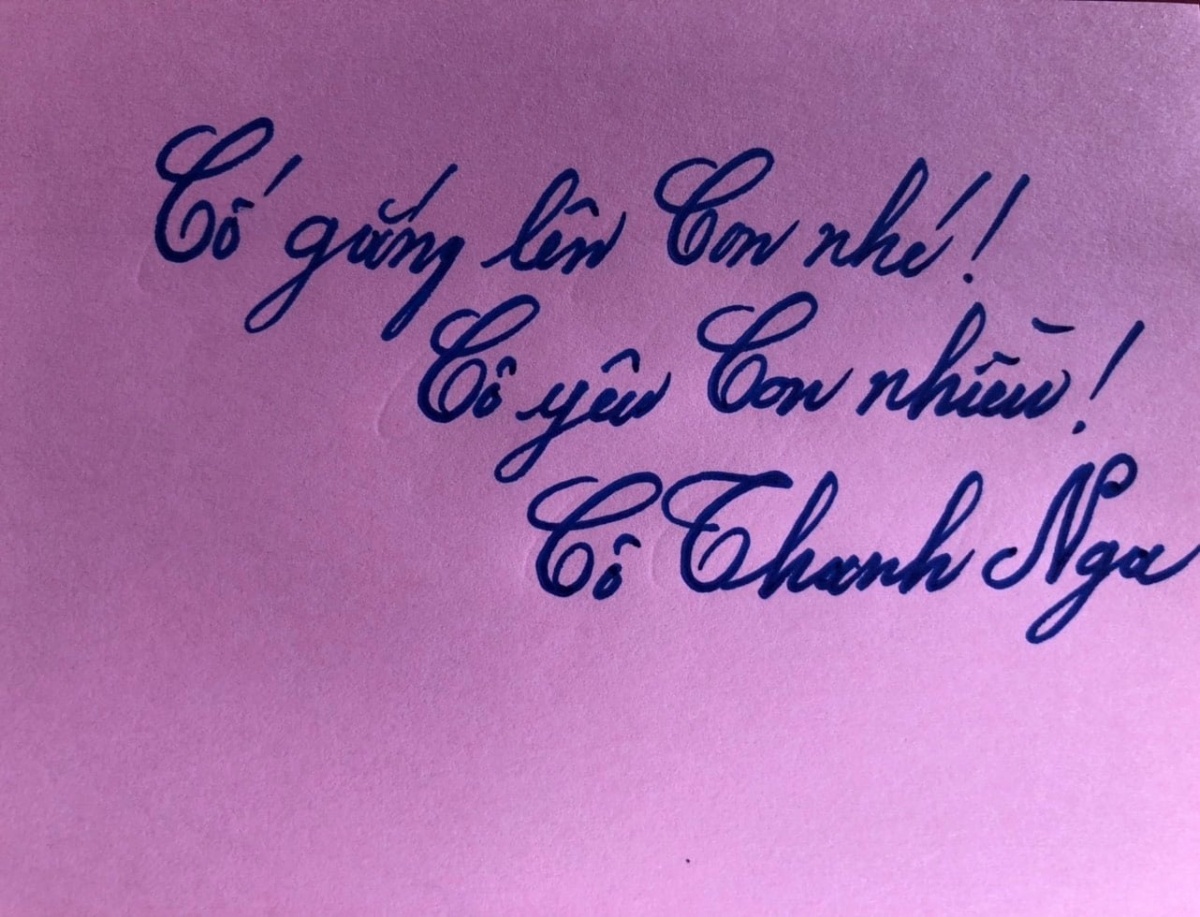 Cố gắng lên Con nhé!
Cô yêu Con nhiều!
Cô Thanh Nga